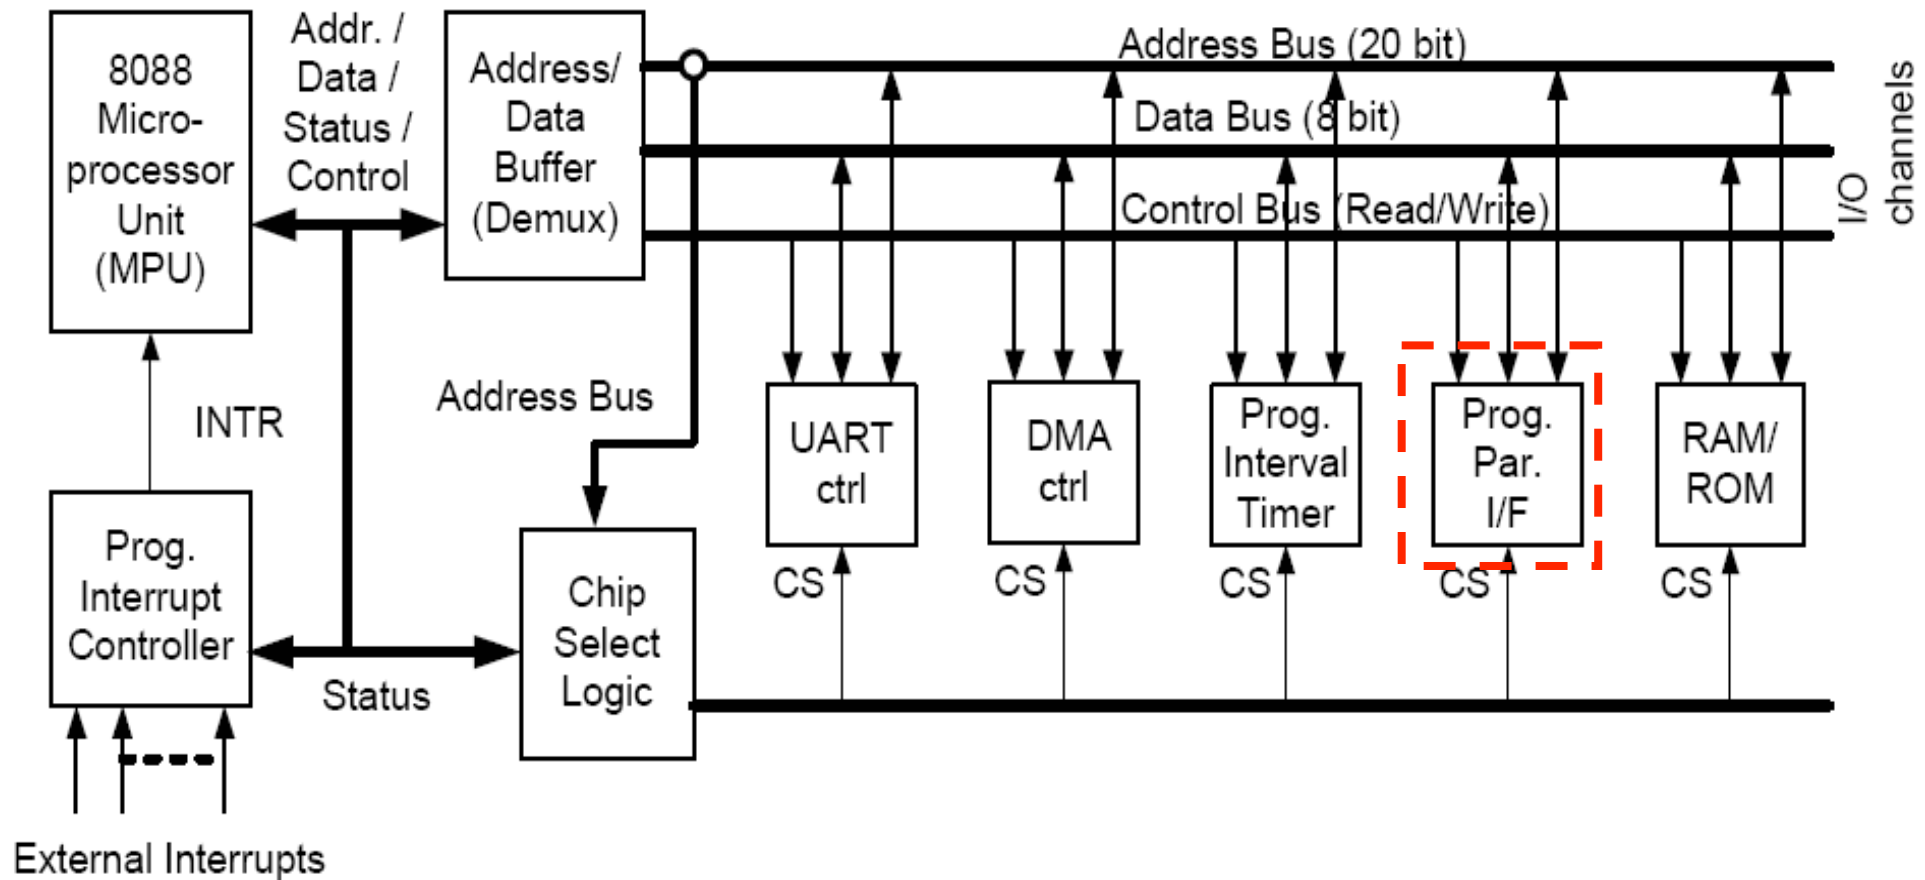 8088
Micro-
processor
Unit
(MPU)
Addr. /
Data /
Status /
Control
Address/
Data
Buffer
(Demux)
Address Bus (20 bit)
Data Bus (8 bit)
Control Bus (Read/Write)
I/O
channels
INTR
Address Bus
UART
ctrl
DMA
ctrl
Prog.
Interval
Timer
Prog.
Par.
I/F
RAM/
ROM
Prog.
Interrupt
Controller
Status
Chip
Select
Logic
CS
CS
CS
CS
CS
External Interrupts